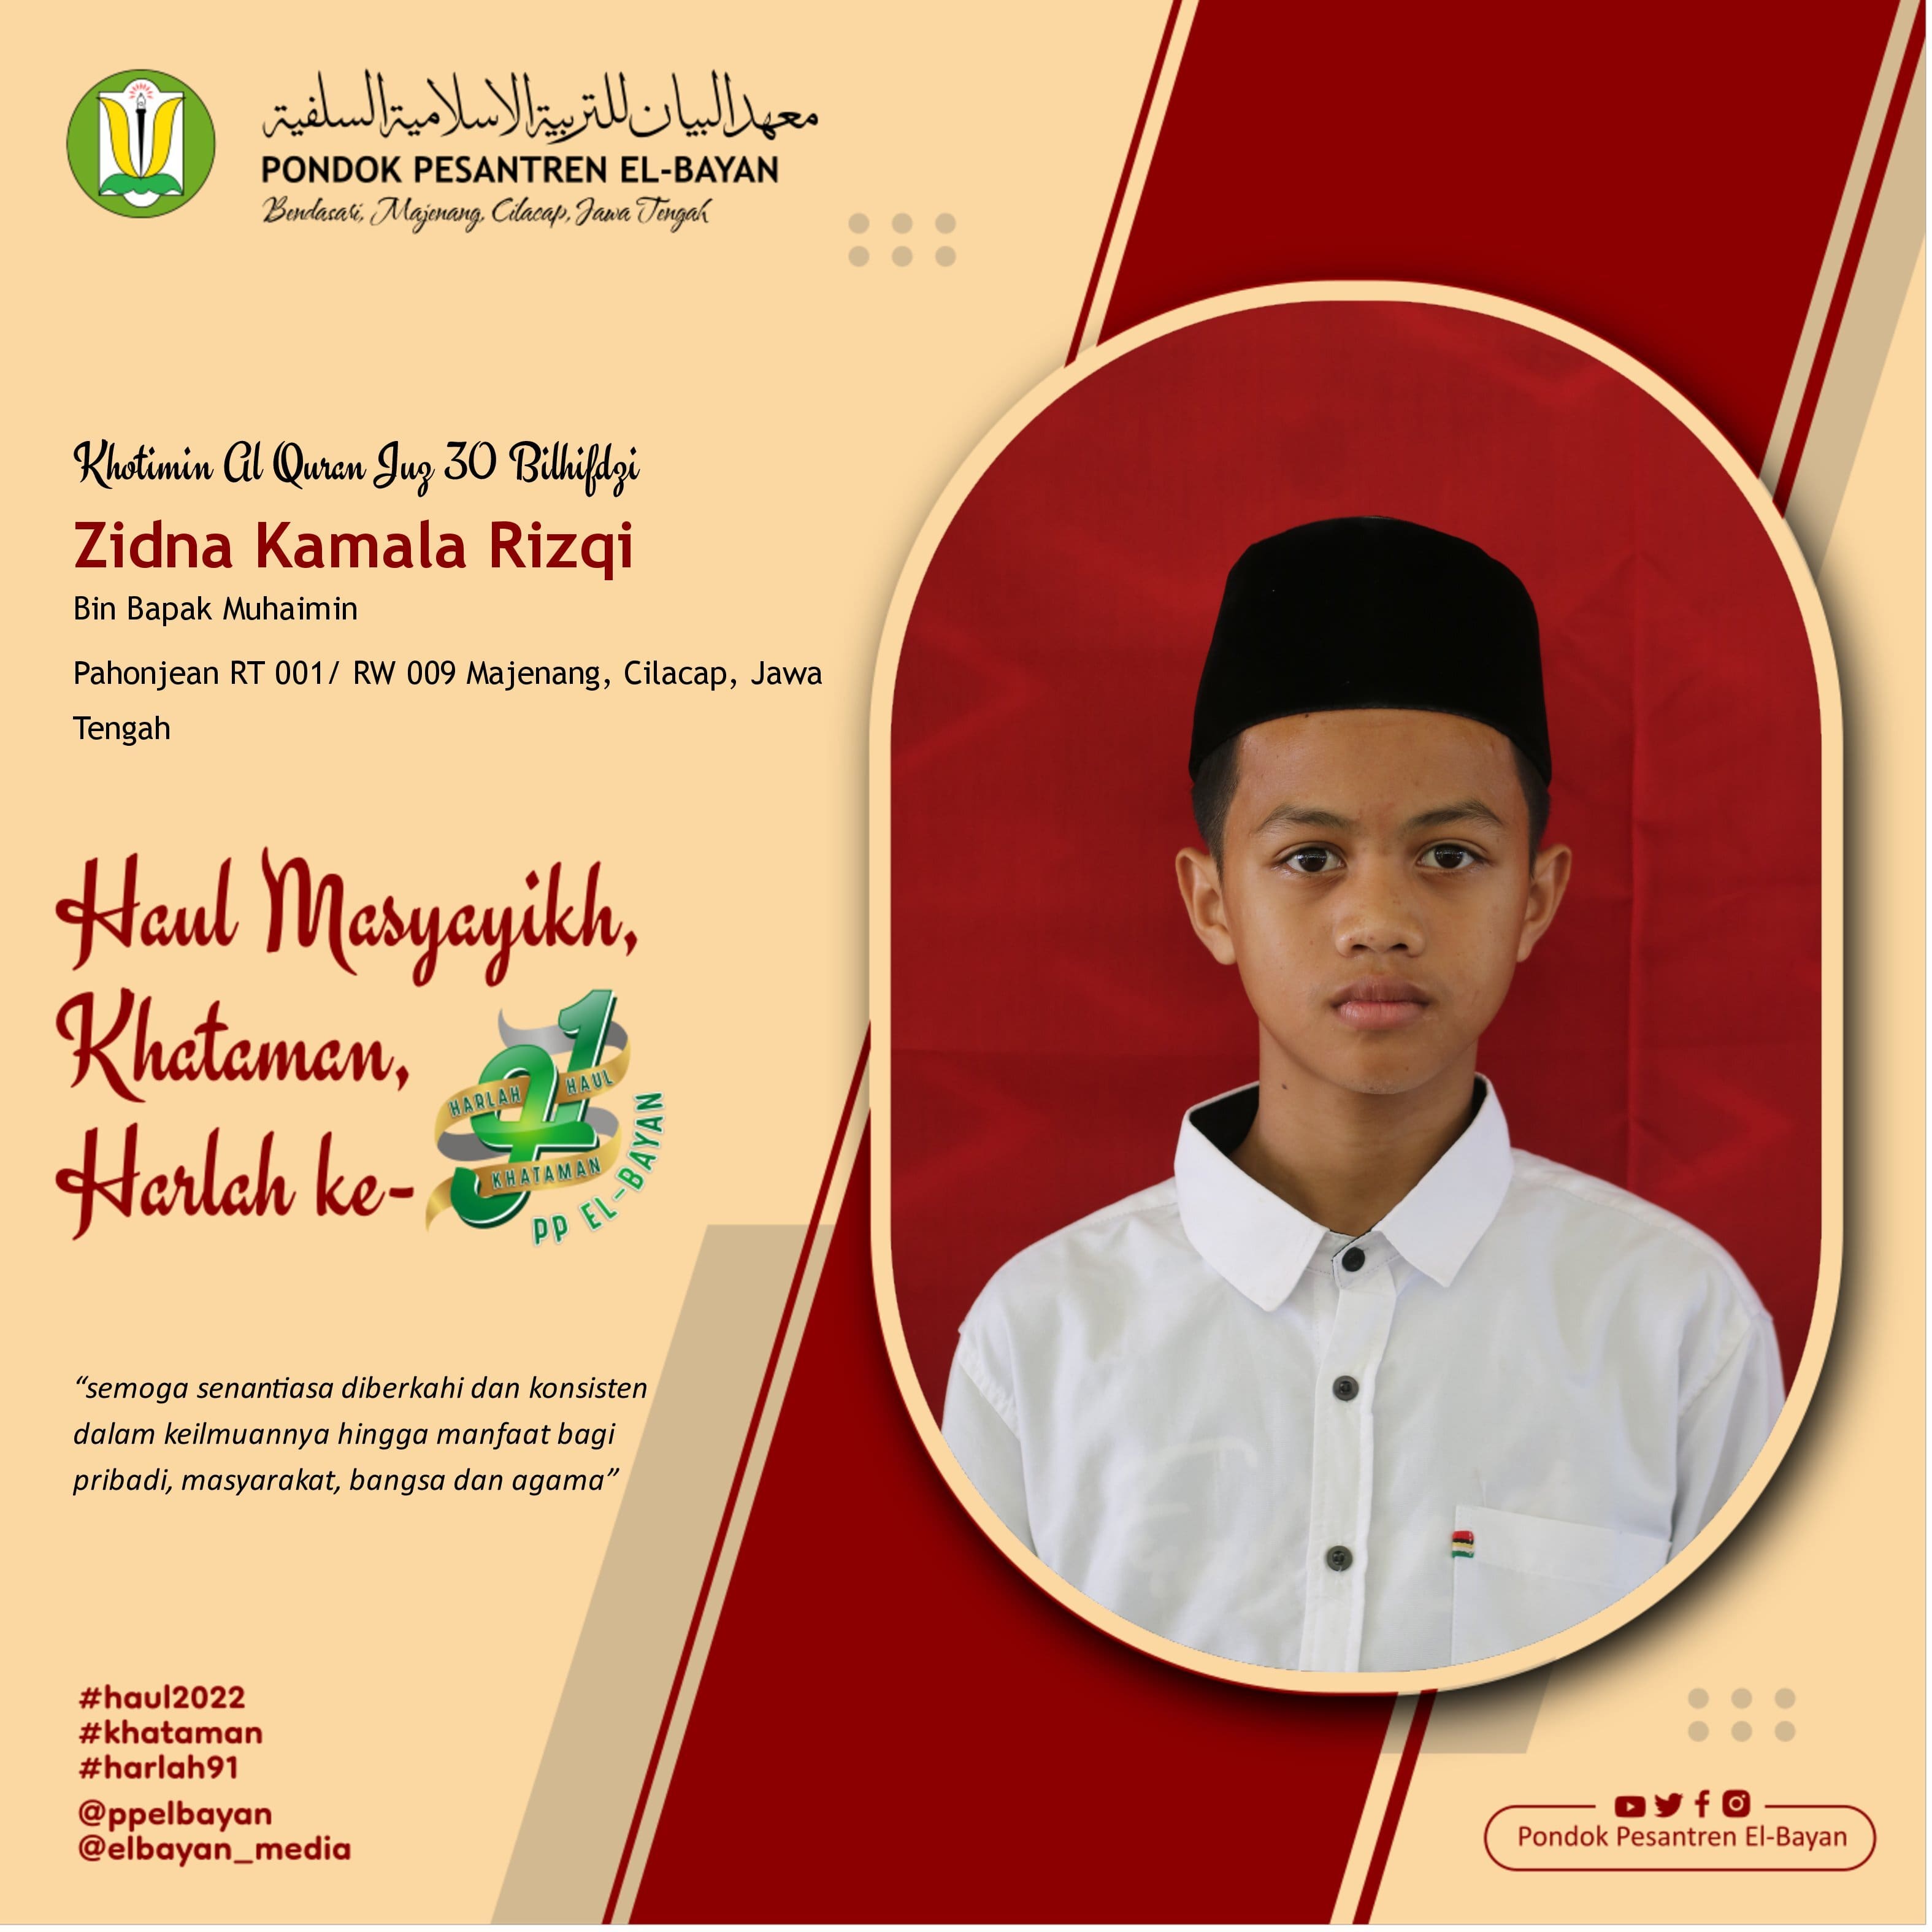 معهد البيان للتربية الاسلامية السلفية
PONDOK PESANTREN EL-BAYAN
Bendasari, Majenang, Cilacap, Jawa Tengah
Khotimin Al Quran Juz 30 Bilhifdzi
Zidna Kamala Rizqi
Bin Bapak Muhaimin
Pahonjean RT 001/ RW 009 Majenang, Cilacap, Jawa
Tengah
Haul Masyayikh,
Khataman,
Harlah ke-
91
HARLAH HAUL
KHATAMAN
PP EL-BAYAN
“semoga senantiasa diberkahi dan konsisten
dalam keilmuannya hingga manfaat bagi
pribadi, masyarakat, bangsa dan agama”
#haul2022
#khataman
#harlah91
@ppelbayan
@elbayan_media
Pondok Pesantren El-Bayan